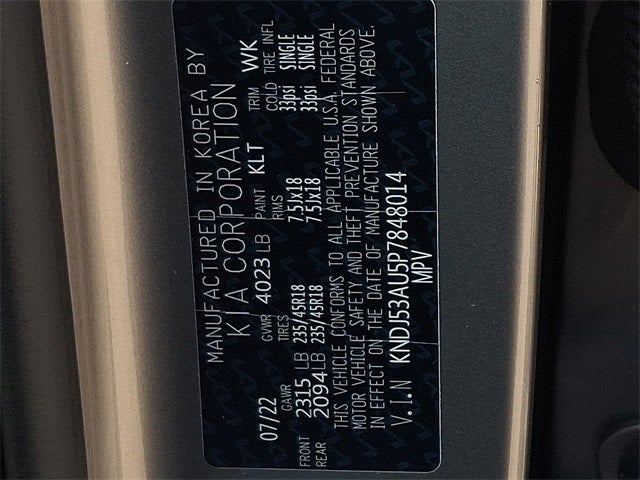 MANUFACTURED IN KOREA BY
KIA CORPORATION
07/22 GVWR 4023 LB PAINT KLT TRIM WK
GAWR TIRES RIMS COLD TIRE INFL
FRONT 2315 LB 235/45R18 7.5Jx18 33psi SINGLE
REAR 2094 LB 235/45R18 7.5Jx18 33psi SINGLE
THIS VEHICLE CONFORMS TO ALL APPLICABLE U.S.A. FEDERAL
MOTOR VEHICLE SAFETY AND THEFT PREVENTION STANDARDS
IN EFFECT ON THE DATE OF MANUFACTURE SHOWN ABOVE.
V.I.N KNDJ53AU5P7848014
MPV